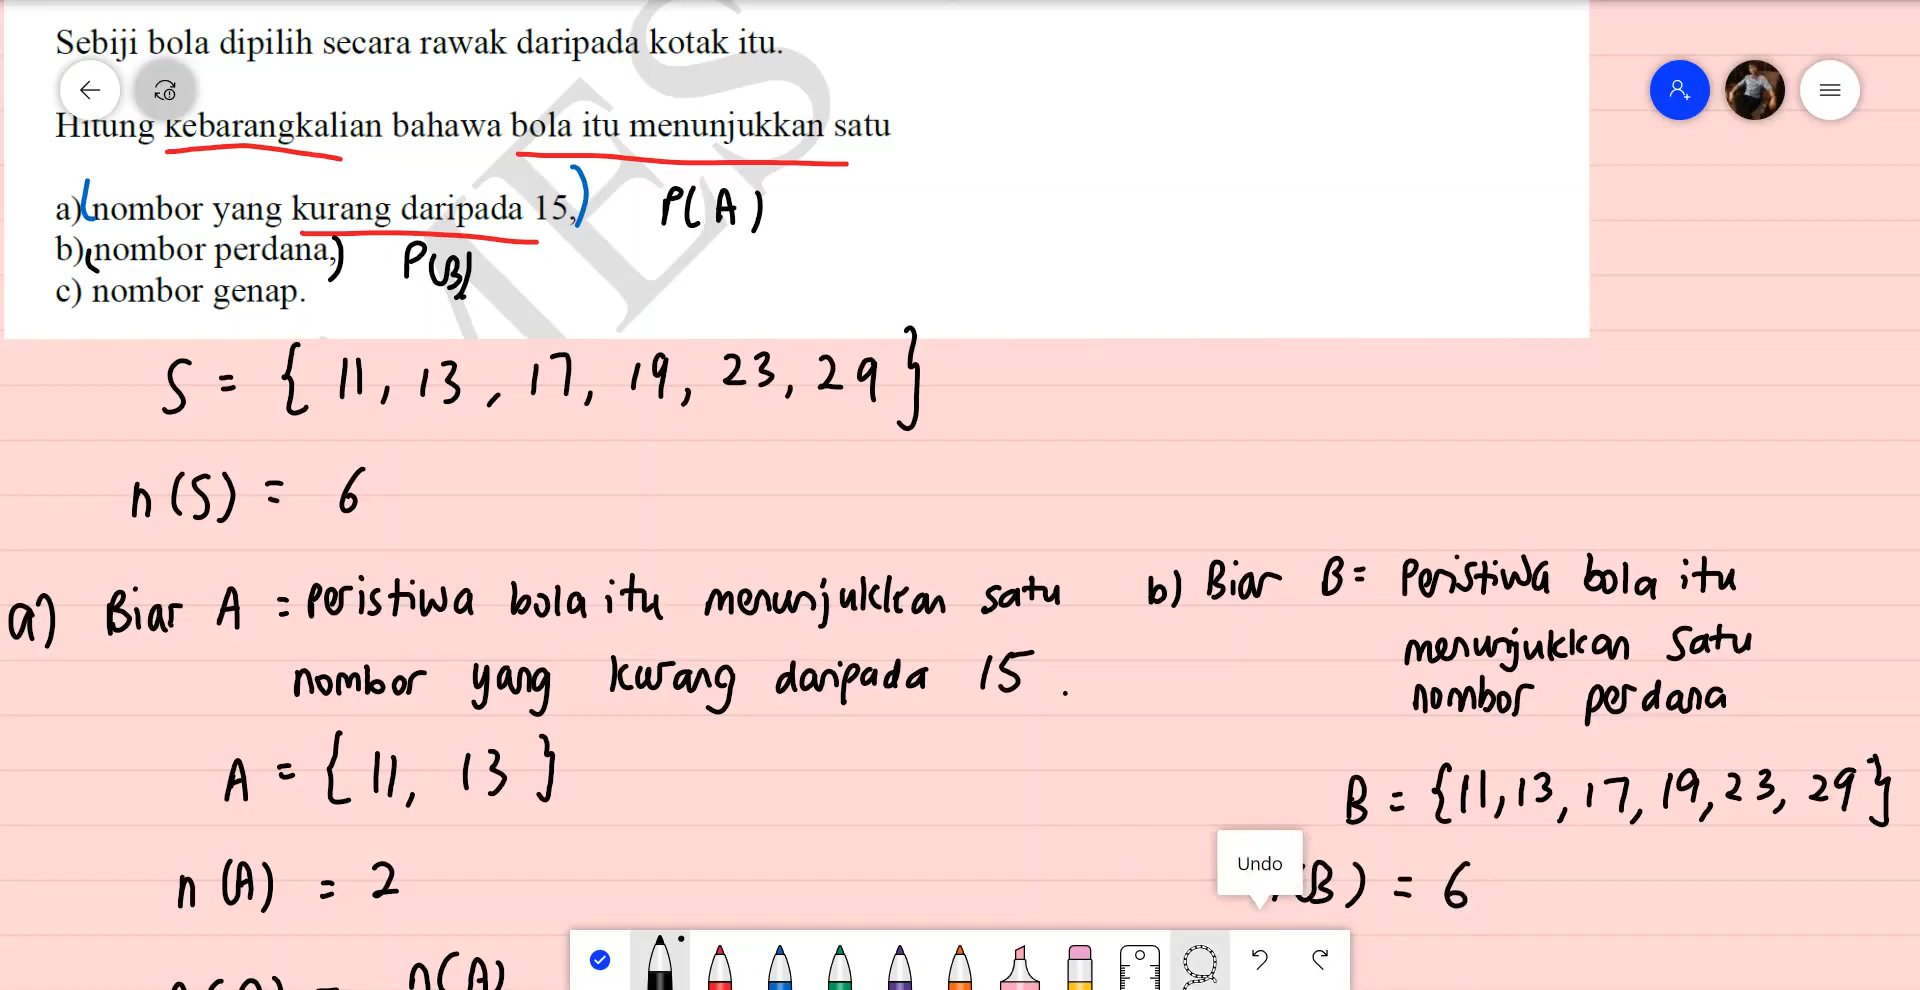 Sebiji bola dipilih secara rawak daripada kotak itu.
Hitung kebarangkalian bahawa bola itu menunjukkan satu
a) nombor yang kurang daripada 15, P(A)
b) nombor perdana, P(B)
c) nombor genap.
S = { 11, 13, 17, 19, 23, 29 }
n(S) = 6
a) Biar A = peristiwa bola itu menunjukkan satu
nombor yang kurang daripada 15.
A = { 11, 13 }
n(A) = 2
n(A)
b) Biar B = Peristiwa bola itu
menunjukkan satu
nombor perdana
B = {11, 13, 17, 19, 23, 29}
(B) = 6
Undo